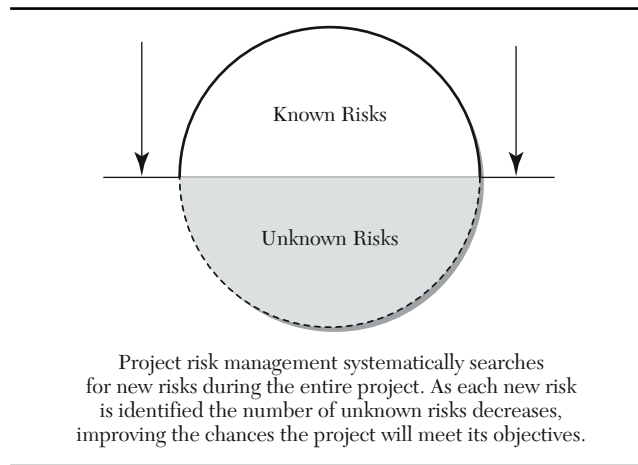 Known Risks
Unknown Risks
Project risk management systematically searches
for new risks during the entire project. As each new risk
is identified the number of unknown risks decreases,
improving the chances the project will meet its objectives.